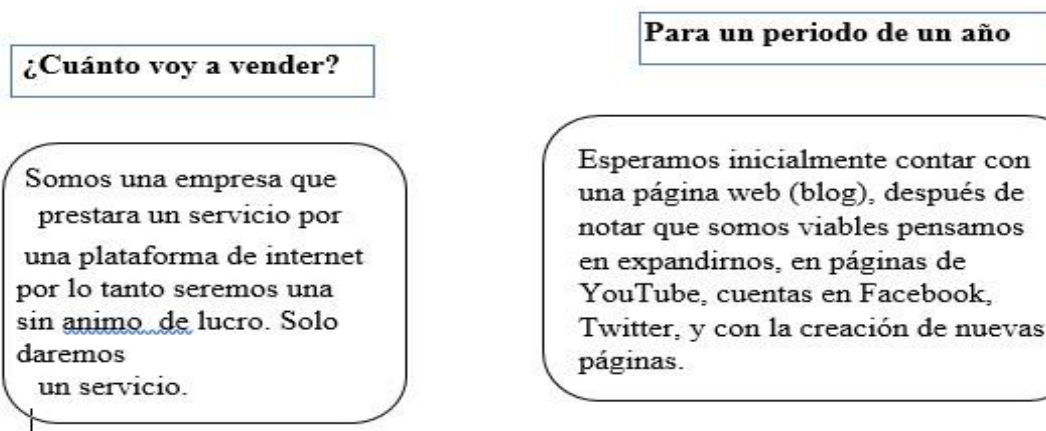 ¿Cuánto voy a vender?
Somos una empresa que
prestara un servicio por
una plataforma de internet
por lo tanto seremos una
sin animo de lucro. Solo
daremos
un servicio.
Para un periodo de un año
Esperamos inicialmente contar con
una página web (blog), después de
notar que somos viables pensamos
en expandirnos, en páginas de
YouTube, cuentas en Facebook,
Twitter, y con la creación de nuevas
páginas.